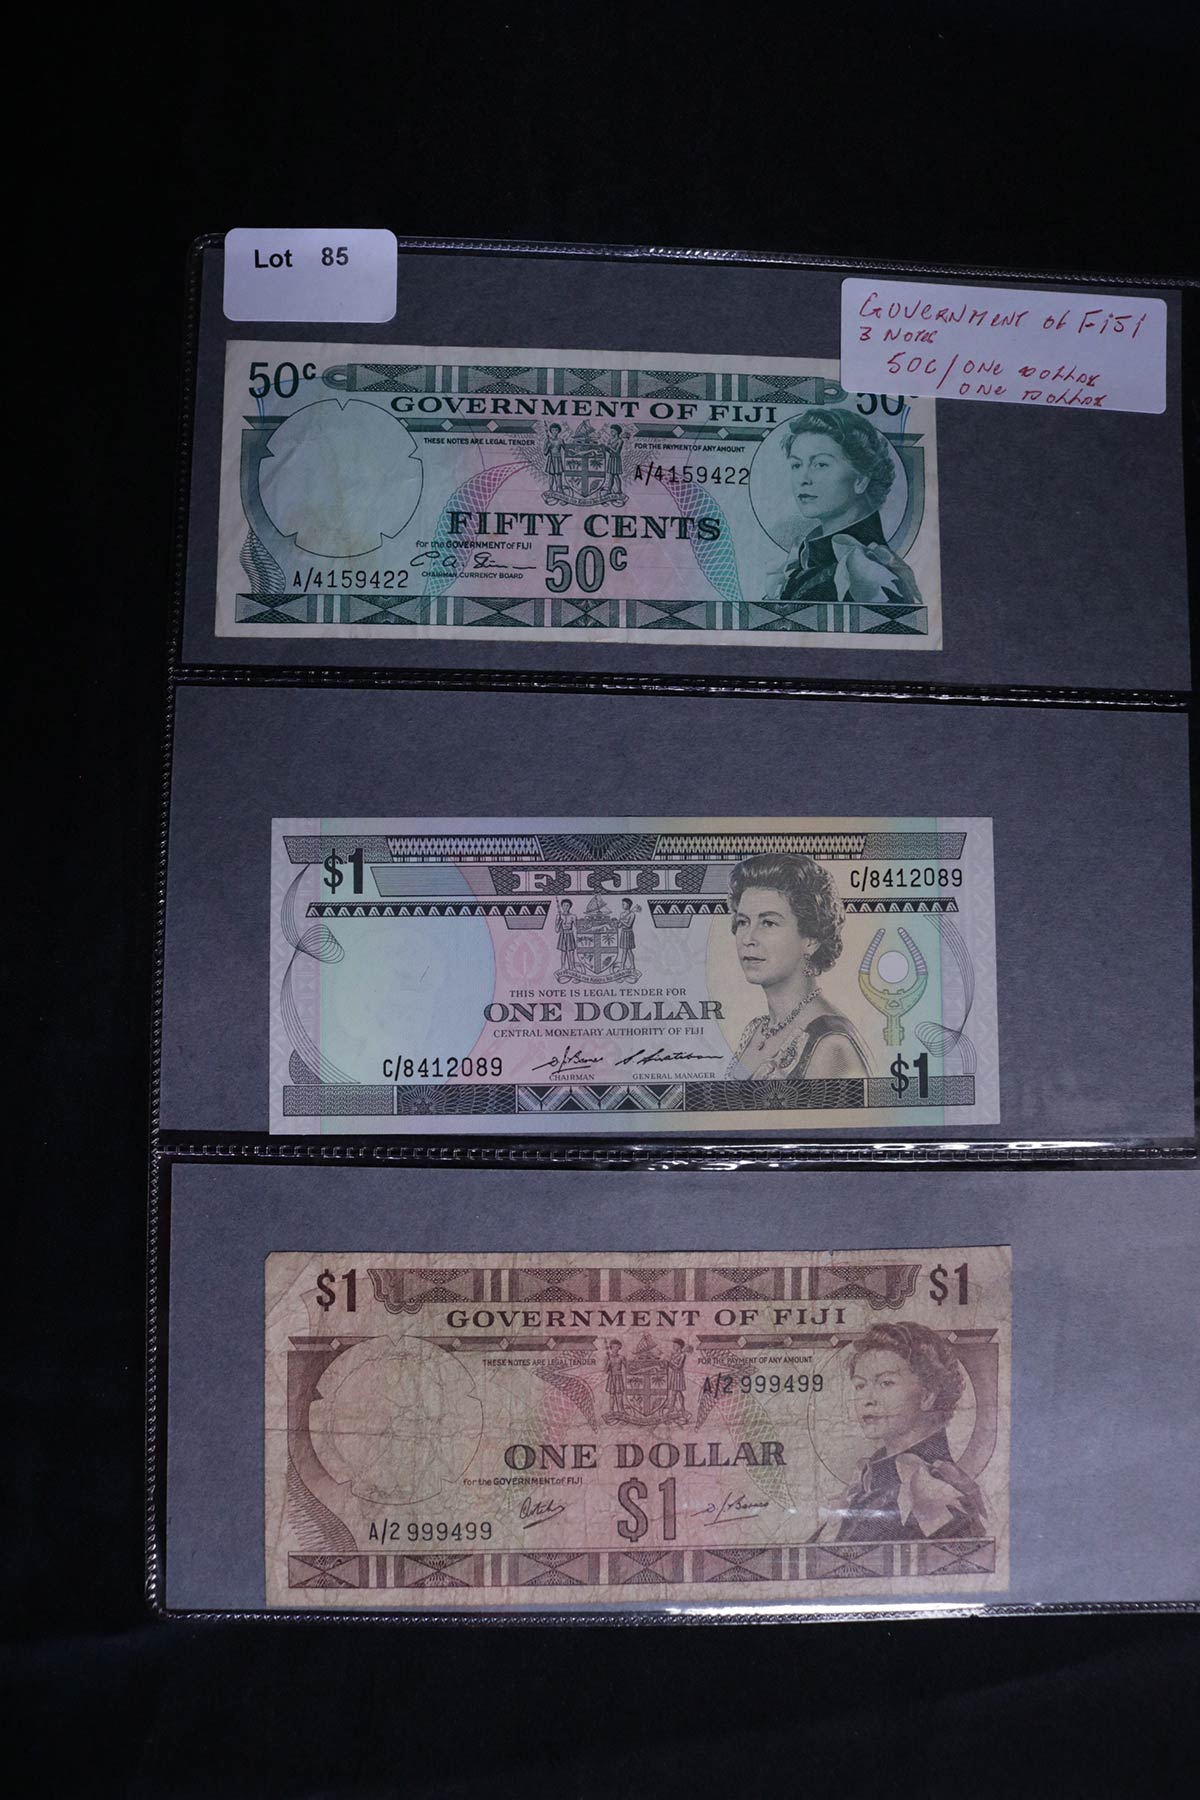 Lot 85
GOVERNMENT of FIJI
3 Notes
50c/ONE DOLLAR
ONE DOLLAR
50c
50c
GOVERNMENT OF FIJI
THESE NOTES ARE LEGAL TENDER FOR THE PAYMENT OF ANY AMOUNT
A/4159422
FIFTY CENTS
for the GOVERNMENT of FIJI
50c
CHAIRMAN, CURRENCY BOARD
A/4159422
$1
FIJI
C/8412089
THIS NOTE IS LEGAL TENDER FOR
ONE DOLLAR
CENTRAL MONETARY AUTHORITY OF FIJI
C/8412089
CHAIRMAN GENERAL MANAGER
$1
$1
$1
GOVERNMENT OF FIJI
THESE NOTES ARE LEGAL TENDER FOR THE PAYMENT OF ANY AMOUNT
A/2 999499
ONE DOLLAR
for the GOVERNMENT of FIJI
$1
A/2 999499